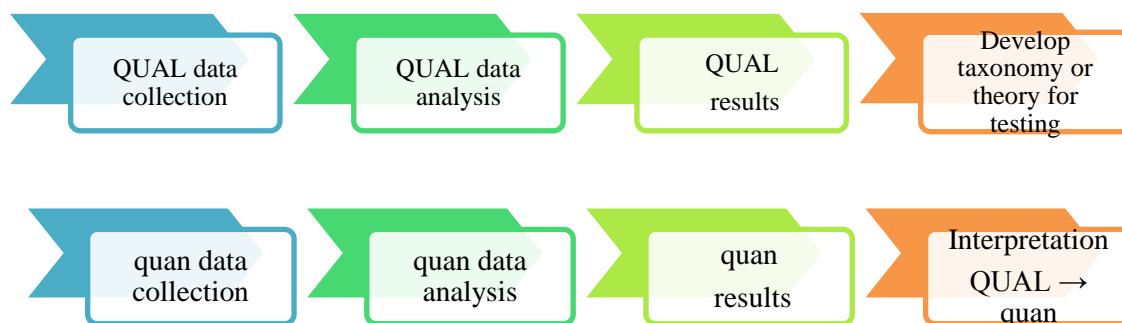 QUAL data
collection
QUAL data
analysis
QUAL
results
Develop
taxonomy or
theory for
testing
quan data
collection
quan data
analysis
quan
results
Interpretation
QUAL →
quan